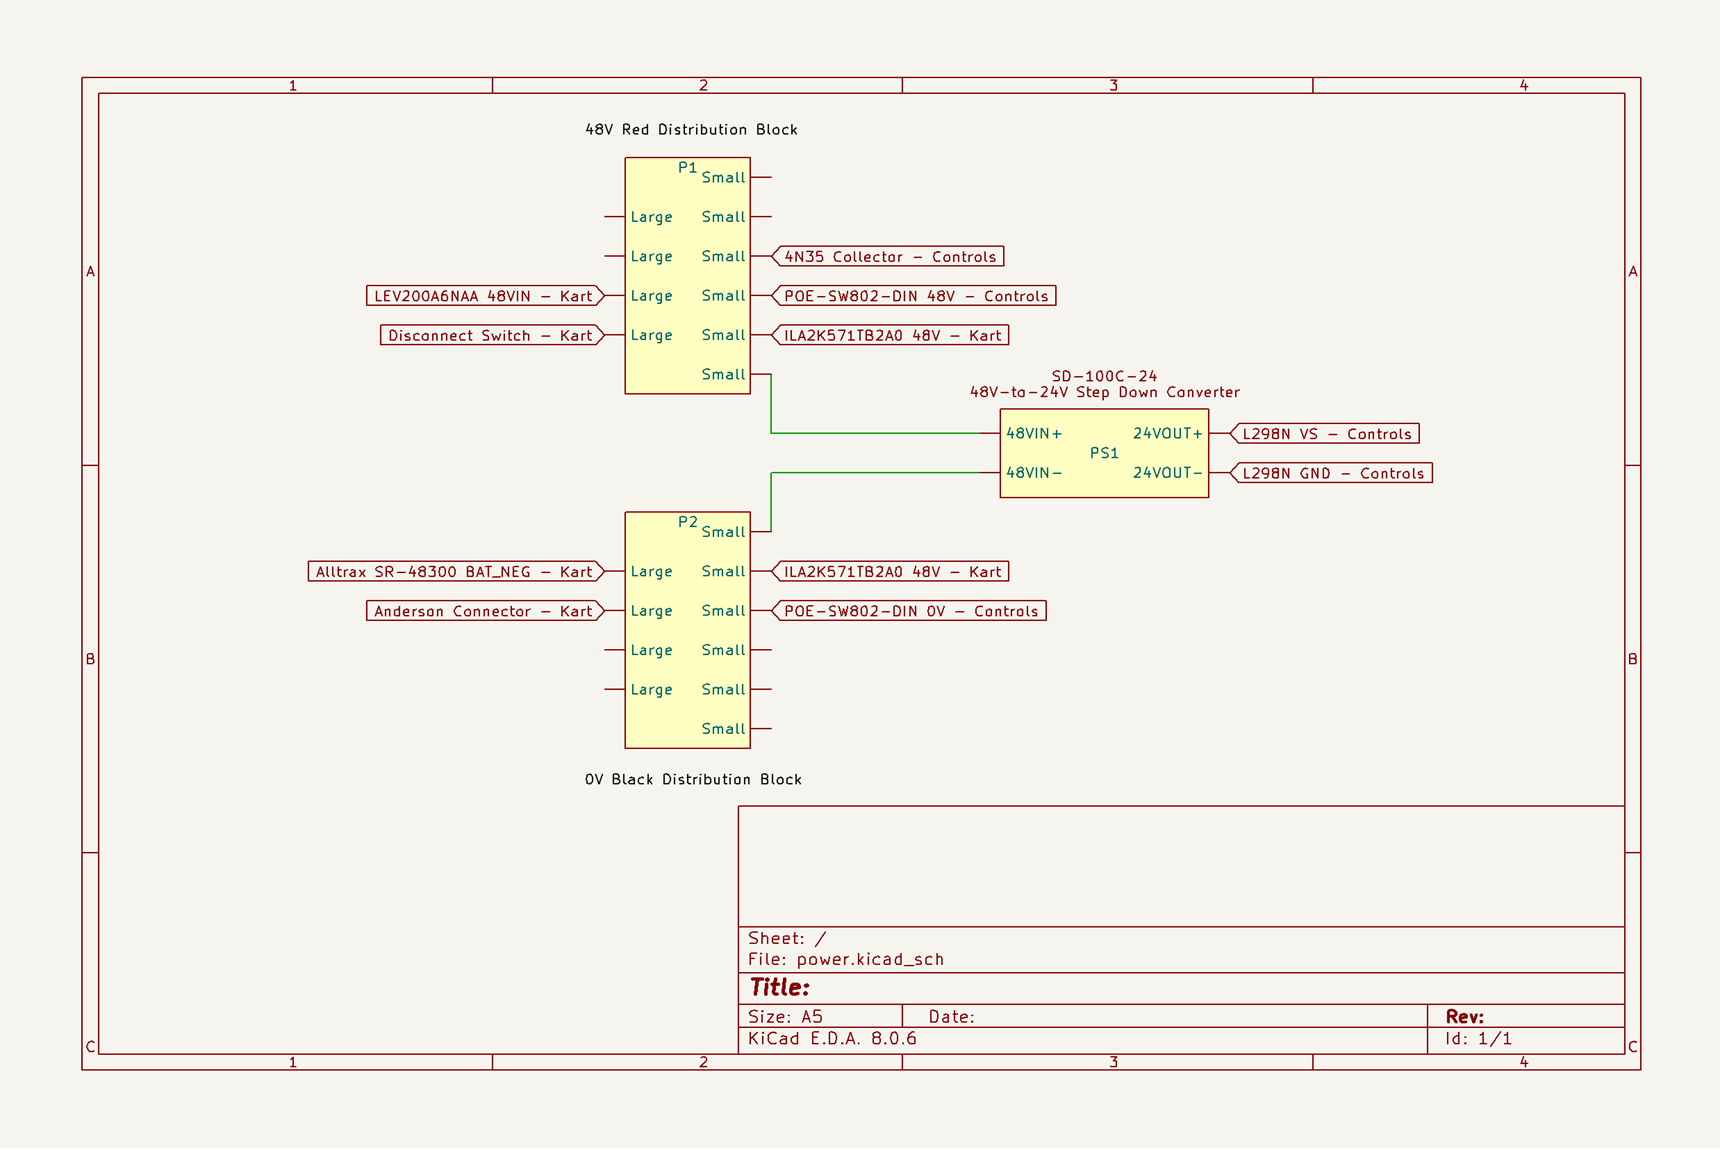 1 2 3 4
48V Red Distribution Block
P1
Small
Large Small
A Large Small 4N35 Collector - Controls A
LEV200A6NAA 48VIN - Kart Large Small POE-SW802-DIN 48V - Controls
Disconnect Switch - Kart Large Small ILA2K571TB2A0 48V - Kart
Small
SD-100C-24
48V-to-24V Step Down Converter
48VIN+ 24VOUT+ L298N VS - Controls
PS1
48VIN- 24VOUT- L298N GND - Controls
P2
Small
Alltrax SR-48300 BAT_NEG - Kart Large Small ILA2K571TB2A0 48V - Kart
Anderson Connector - Kart Large Small POE-SW802-DIN 0V - Controls
B Large Small B
Large Small
Small
0V Black Distribution Block
Sheet: /
File: power.kicad_sch
Title:
Size: A5 Date: Rev:
KiCad E.D.A. 8.0.6 Id: 1/1
C C
1 2 3 4